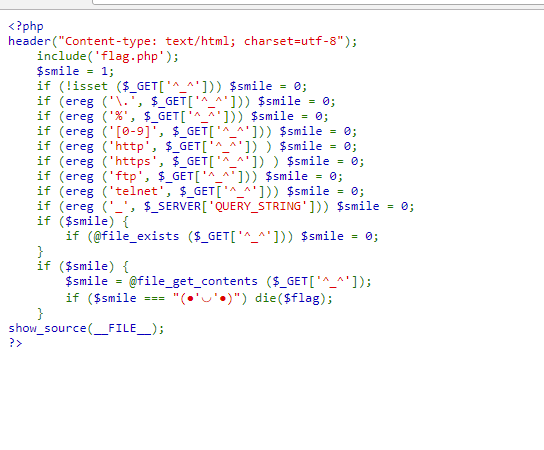 <?php
header("Content-type: text/html; charset=utf-8");
    include('flag.php');
    $smile = 1;
    if (!isset ($_GET['^_^'])) $smile = 0;
    if (ereg ('\.', $_GET['^_^'])) $smile = 0;
    if (ereg ('%', $_GET['^_^'])) $smile = 0;
    if (ereg ('[0-9]', $_GET['^_^'])) $smile = 0;
    if (ereg ('http', $_GET['^_^']) ) $smile = 0;
    if (ereg ('https', $_GET['^_^']) ) $smile = 0;
    if (ereg ('ftp', $_GET['^_^'])) $smile = 0;
    if (ereg ('telnet', $_GET['^_^'])) $smile = 0;
    if (ereg ('_', $_SERVER['QUERY_STRING'])) $smile = 0;
    if ($smile) {
        if (@file_exists ($_GET['^_^'])) $smile = 0;
    }
    if ($smile) {
        $smile = @file_get_contents ($_GET['^_^']);
        if ($smile === "(●'◡'●)") die($flag);
    }
show_source(__FILE__);
?>